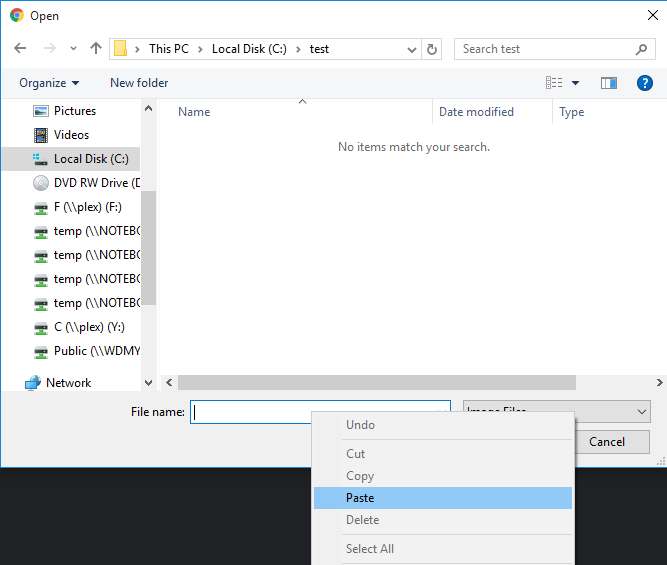 Open
This PC > Local Disk (C:) > test
Search test
Organize
New folder
Name
Date modified
Type
No items match your search.
Pictures
Videos
Local Disk (C:)
DVD RW Drive (D
F (\\plex) (F:)
temp (\\NOTEBO
temp (\\NOTEBO
temp (\\NOTEBO
temp (\\NOTEBO
C (\\plex) (Y:)
Public (\\WDMY
Network
File name:
Image Files
Cancel
Undo
Cut
Copy
Paste
Delete
Select All